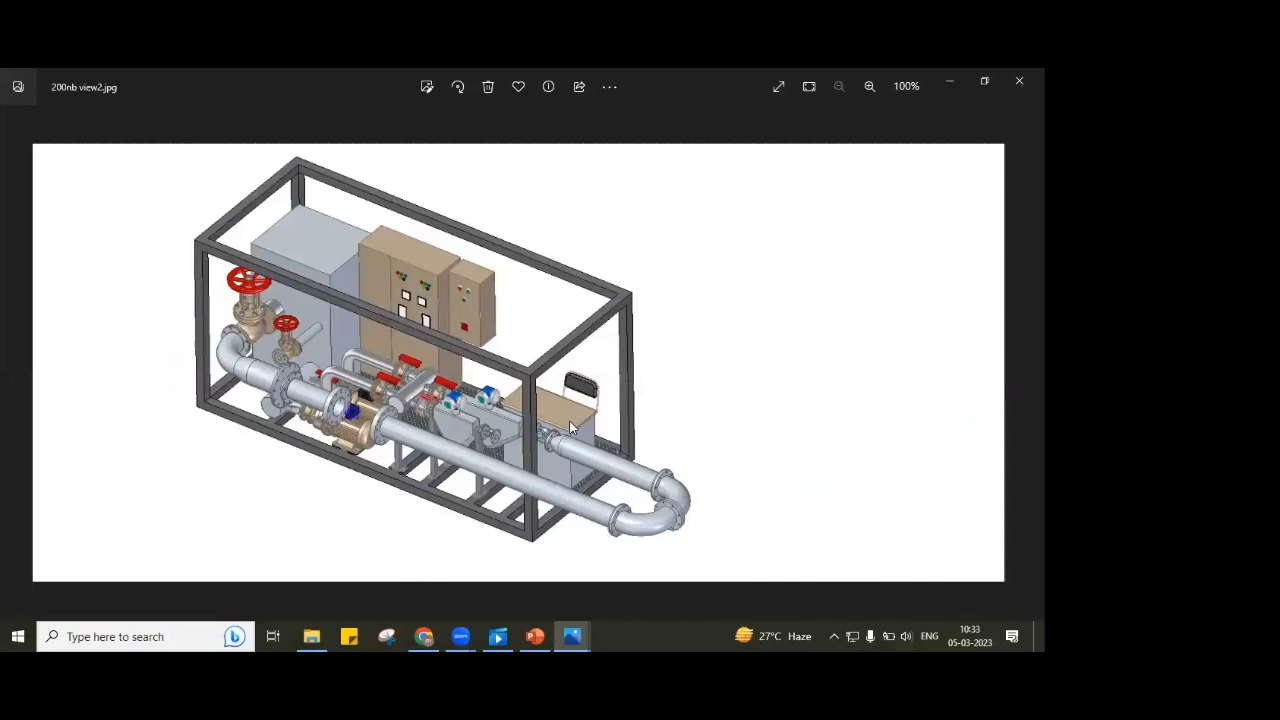 200nb view2.jpg
100%
Type here to search
27°C Haze
ENG
10:33
05-03-2023